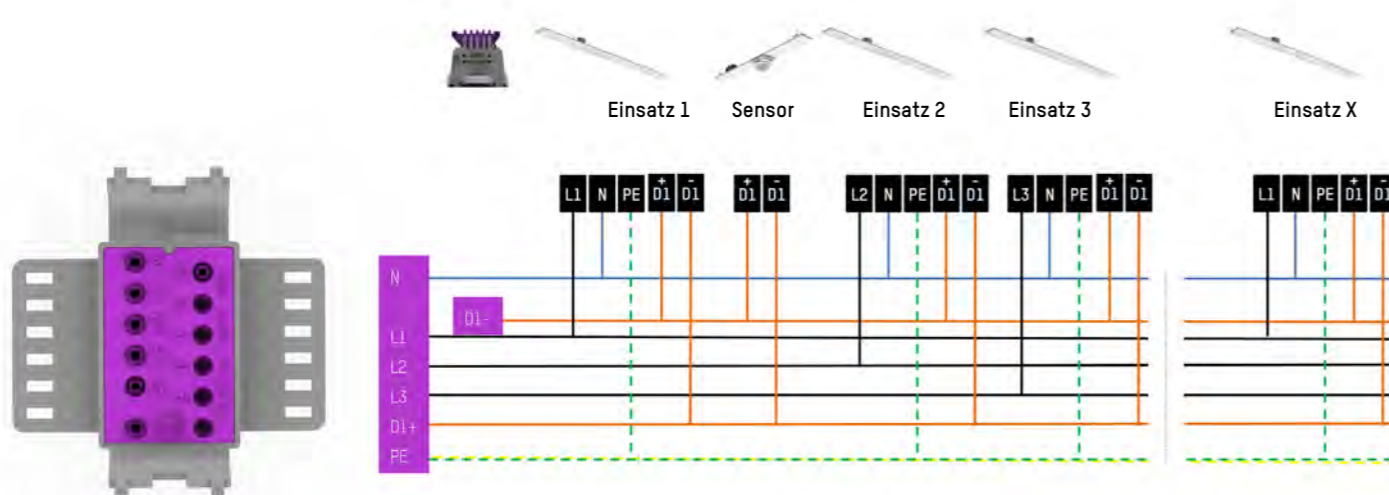 Einsatz 1 Sensor Einsatz 2 Einsatz 3 Einsatz X
L1 N PE + D1 - D1 + D1 - D1 L2 N PE + D1 - D1 L3 N PE + D1 - D1 L1 N PE + D1 - D1
N
D1-
L1
L2
L3
D1+
PE